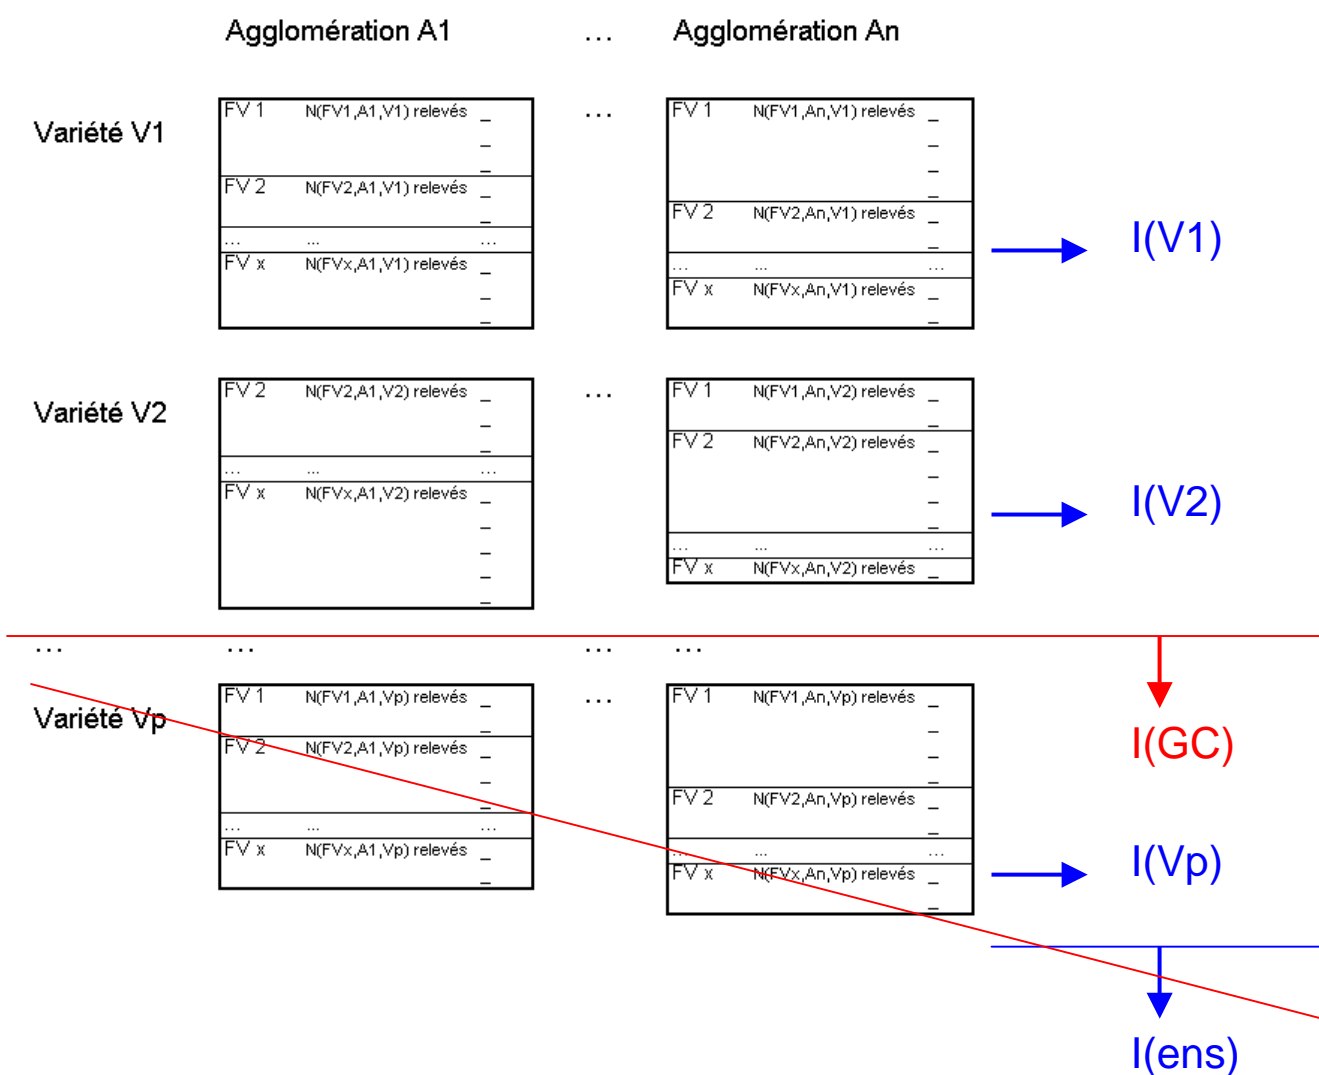 Agglomération A1 ... Agglomération An
Variété V1
FV 1 N(FV1,A1,V1) relevés _
_
_
FV 2 N(FV2,A1,V1) relevés _
_
... ... ...
FV x N(FVx,A1,V1) relevés _
_
_
...
FV 1 N(FV1,An,V1) relevés _
_
_
_
FV 2 N(FV2,An,V1) relevés _
_
... ... ...
FV x N(FVx,An,V1) relevés _
_
I(V1)
Variété V2
FV 2 N(FV2,A1,V2) relevés _
_
_
... ... ...
FV x N(FVx,A1,V2) relevés _
_
_
_
_
...
FV 1 N(FV1,An,V2) relevés _
_
FV 2 N(FV2,An,V2) relevés _
_
_
_
... ... ...
FV x N(FVx,An,V2) relevés _
I(V2)
... ... ... ...
Variété Vp
FV 1 N(FV1,A1,Vp) relevés _
_
FV 2 N(FV2,A1,Vp) relevés _
_
_
... ... ...
FV x N(FVx,A1,Vp) relevés _
_
...
FV 1 N(FV1,An,Vp) relevés _
_
_
_
FV 2 N(FV2,An,Vp) relevés _
_
... ... ...
FV x N(FVx,An,Vp) relevés _
_
I(GC)
I(Vp)
I(ens)